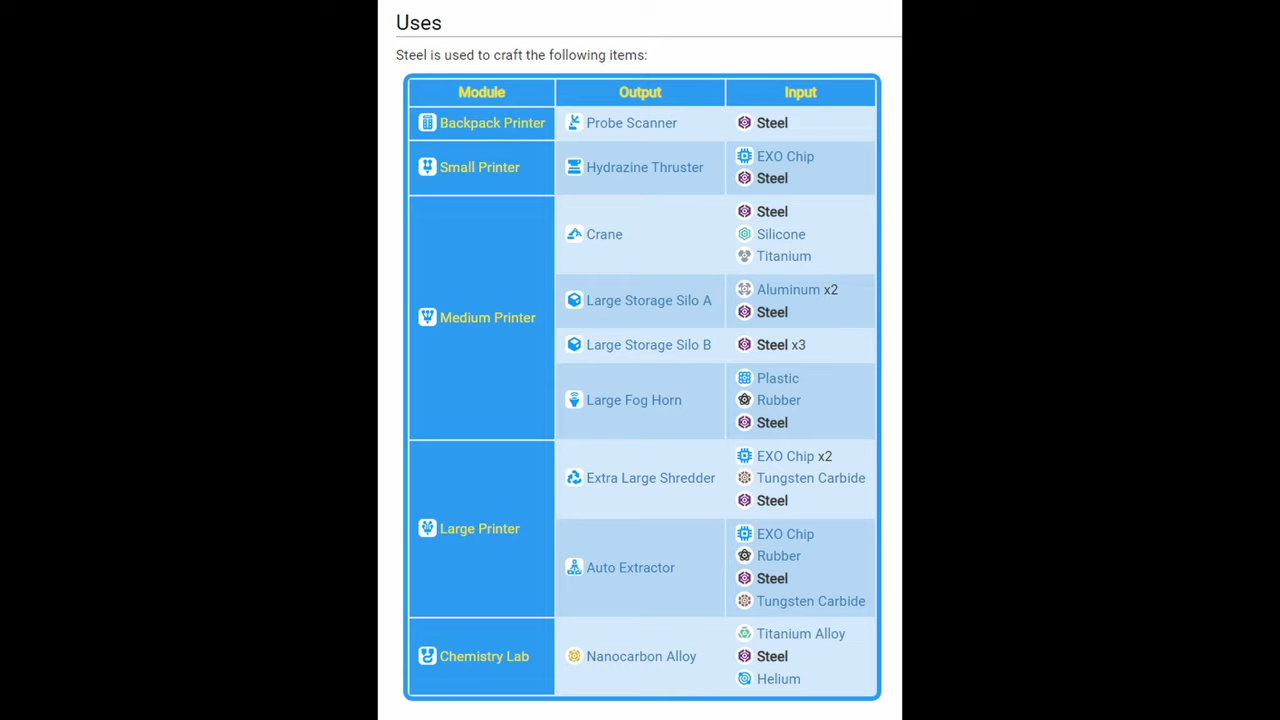 Uses
Steel is used to craft the following items:
Module Output Input
Backpack Printer Probe Scanner Steel
Small Printer Hydrazine Thruster EXO Chip
Steel
Medium Printer Crane Steel
Silicone
Titanium
Large Storage Silo A Aluminum x2
Steel
Large Storage Silo B Steel x3
Large Fog Horn Plastic
Rubber
Steel
Large Printer Extra Large Shredder EXO Chip x2
Tungsten Carbide
Steel
Auto Extractor EXO Chip
Rubber
Steel
Tungsten Carbide
Chemistry Lab Nanocarbon Alloy Titanium Alloy
Steel
Helium